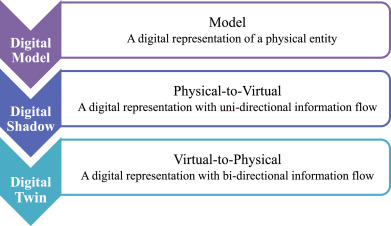 Digital
Model
Model
A digital representation of a physical entity
Digital
Shadow
Physical-to-Virtual
A digital representation with uni-directional information flow
Digital
Twin
Virtual-to-Physical
A digital representation with bi-directional information flow